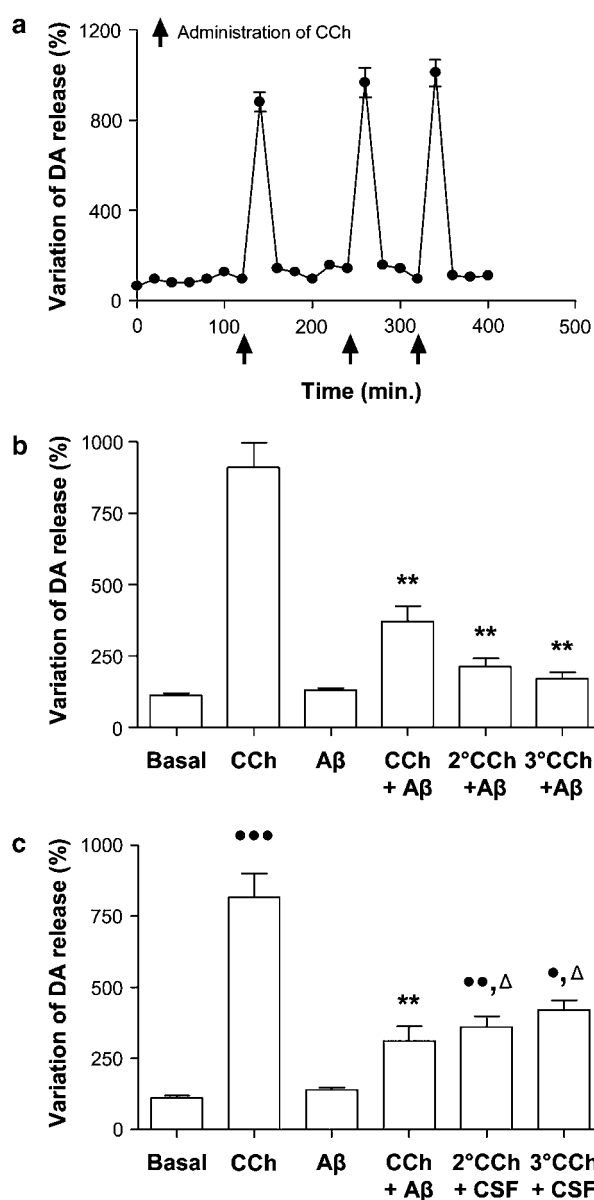 a
Administration of CCh
Variation of DA release (%)
1200
800
400
0
0 100 200 300 400 500
Time (min.)
b
Variation of DA release (%)
1000
750
500
250
0
** ** **
Basal CCh Aβ CCh + Aβ 2°CCh +Aβ 3°CCh +Aβ
c
Variation of DA release (%)
1000
750
500
250
0
•••
** ••,Δ •,Δ
Basal CCh Aβ CCh + Aβ 2°CCh + CSF 3°CCh + CSF